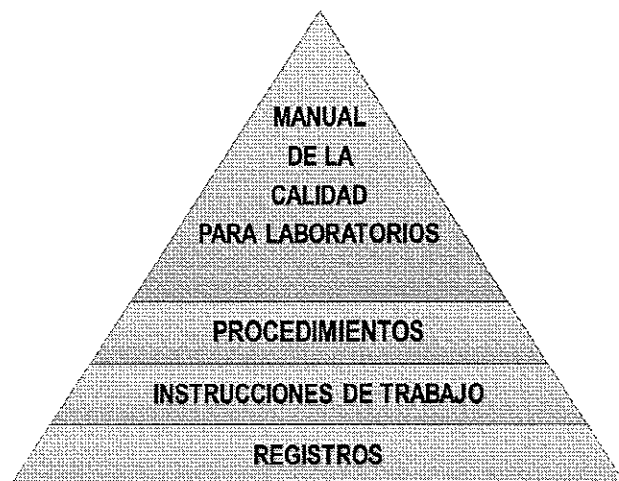 MANUAL
DE LA
CALIDAD
PARA LABORATORIOS
PROCEDIMIENTOS
INSTRUCCIONES DE TRABAJO
REGISTROS